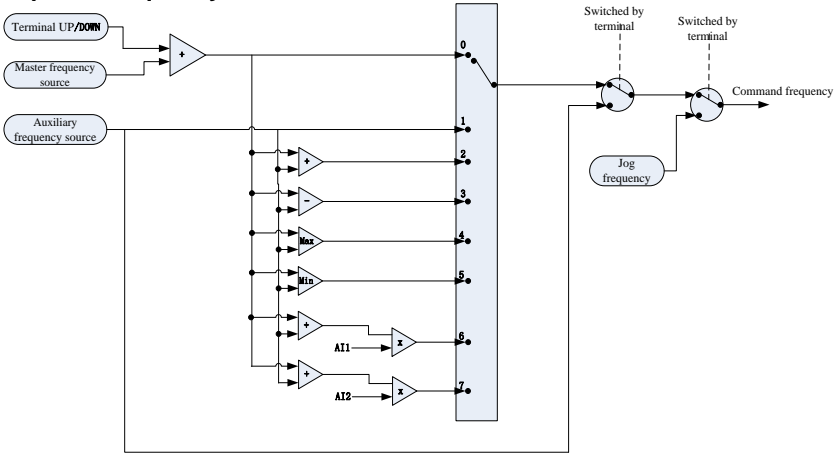 Terminal UP/DOWN
Master frequency
source
Auxiliary
frequency source
+
0
1
+
2
-
3
Max
4
Min
5
+
AI1
x
6
+
AI2
x
7
Switched by
terminal
Switched by
terminal
Command frequency
Jog
frequency